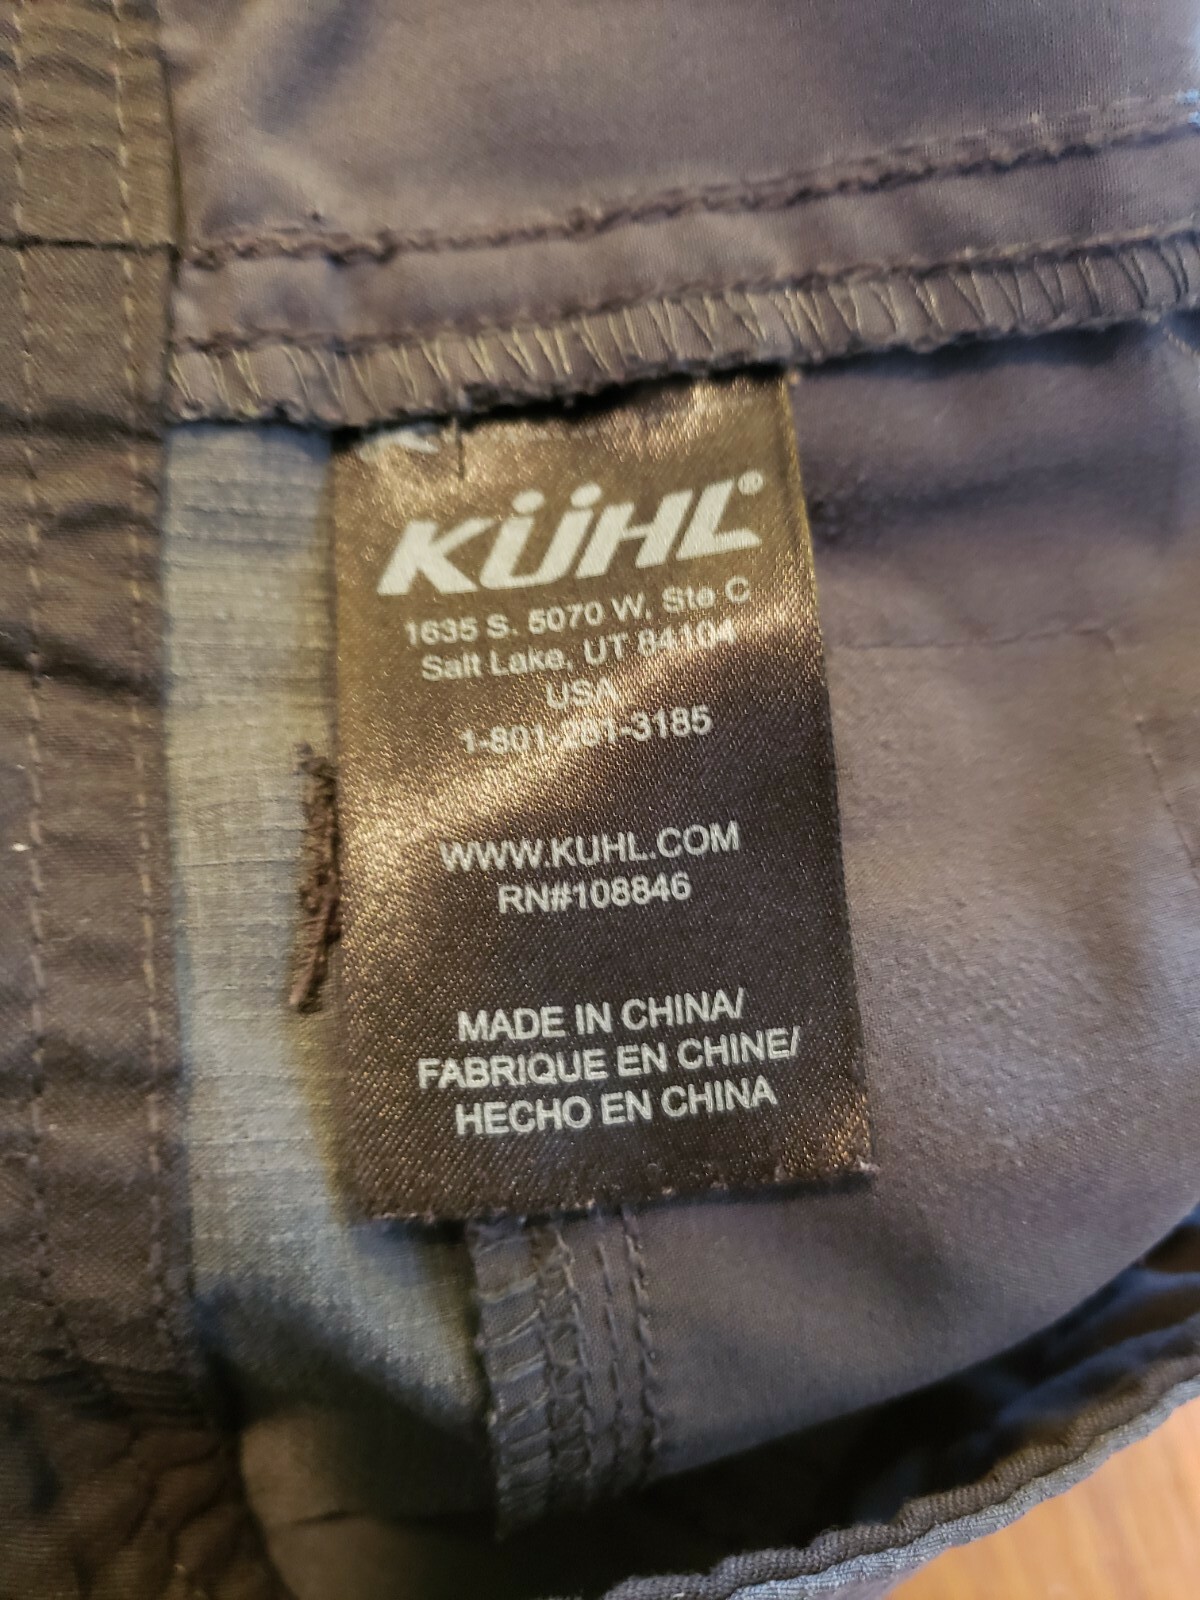 KÜHL®
1635 S. 5070 W, Ste C
Salt Lake, UT 84104
USA
1-801-281-3185
WWW.KUHL.COM
RN#108846
MADE IN CHINA/
FABRIQUE EN CHINE/
HECHO EN CHINA